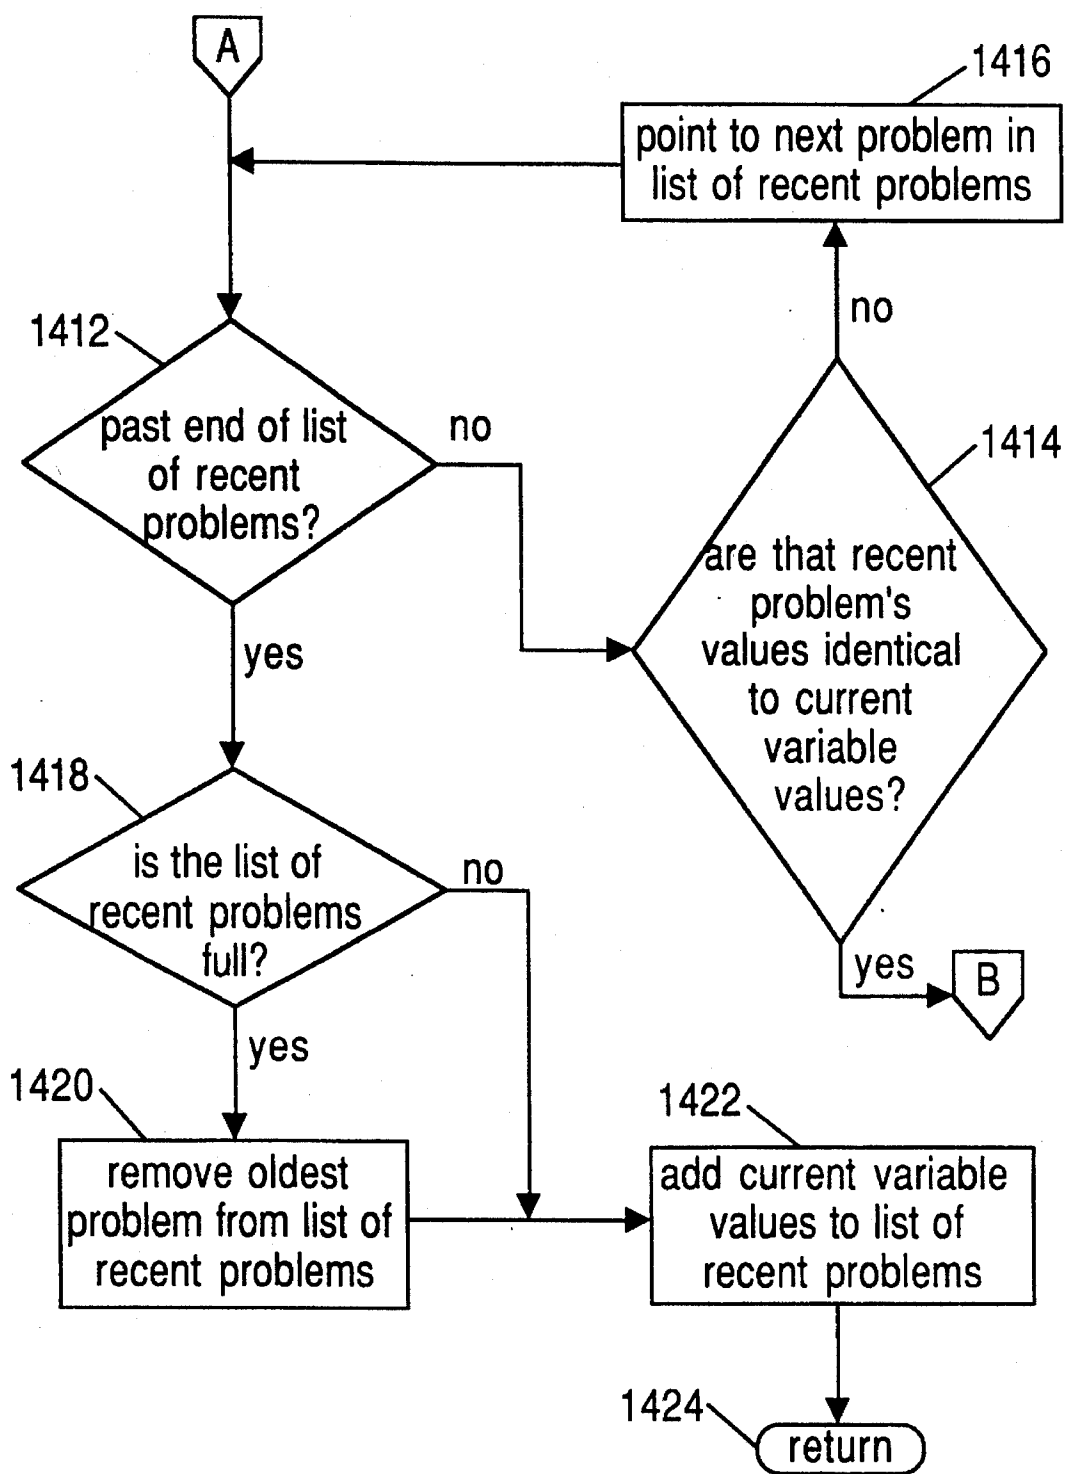 A
1416
point to next problem in
list of recent problems
no
1412
past end of list
of recent
problems?
no
1414
are that recent
problem's
values identical
to current
variable
values?
yes
1418
is the list of
recent problems
full?
no
yes
B
yes
1420
remove oldest
problem from list of
recent problems
1422
add current variable
values to list of
recent problems
1424
return